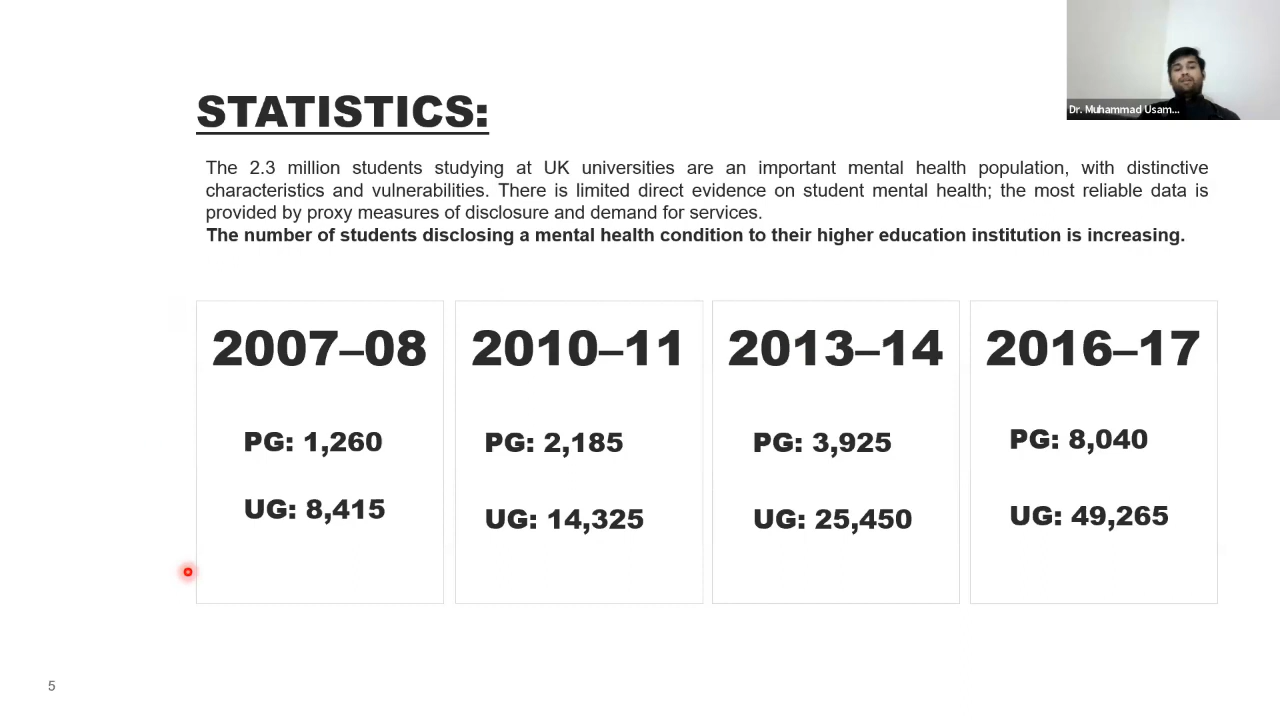 Dr. Muhammad Usam...
STATISTICS:
The 2.3 million students studying at UK universities are an important mental health population, with distinctive
characteristics and vulnerabilities. There is limited direct evidence on student mental health; the most reliable data is
provided by proxy measures of disclosure and demand for services.
The number of students disclosing a mental health condition to their higher education institution is increasing.
2007–08
PG: 1,260
UG: 8,415
2010–11
PG: 2,185
UG: 14,325
2013–14
PG: 3,925
UG: 25,450
2016–17
PG: 8,040
UG: 49,265
5